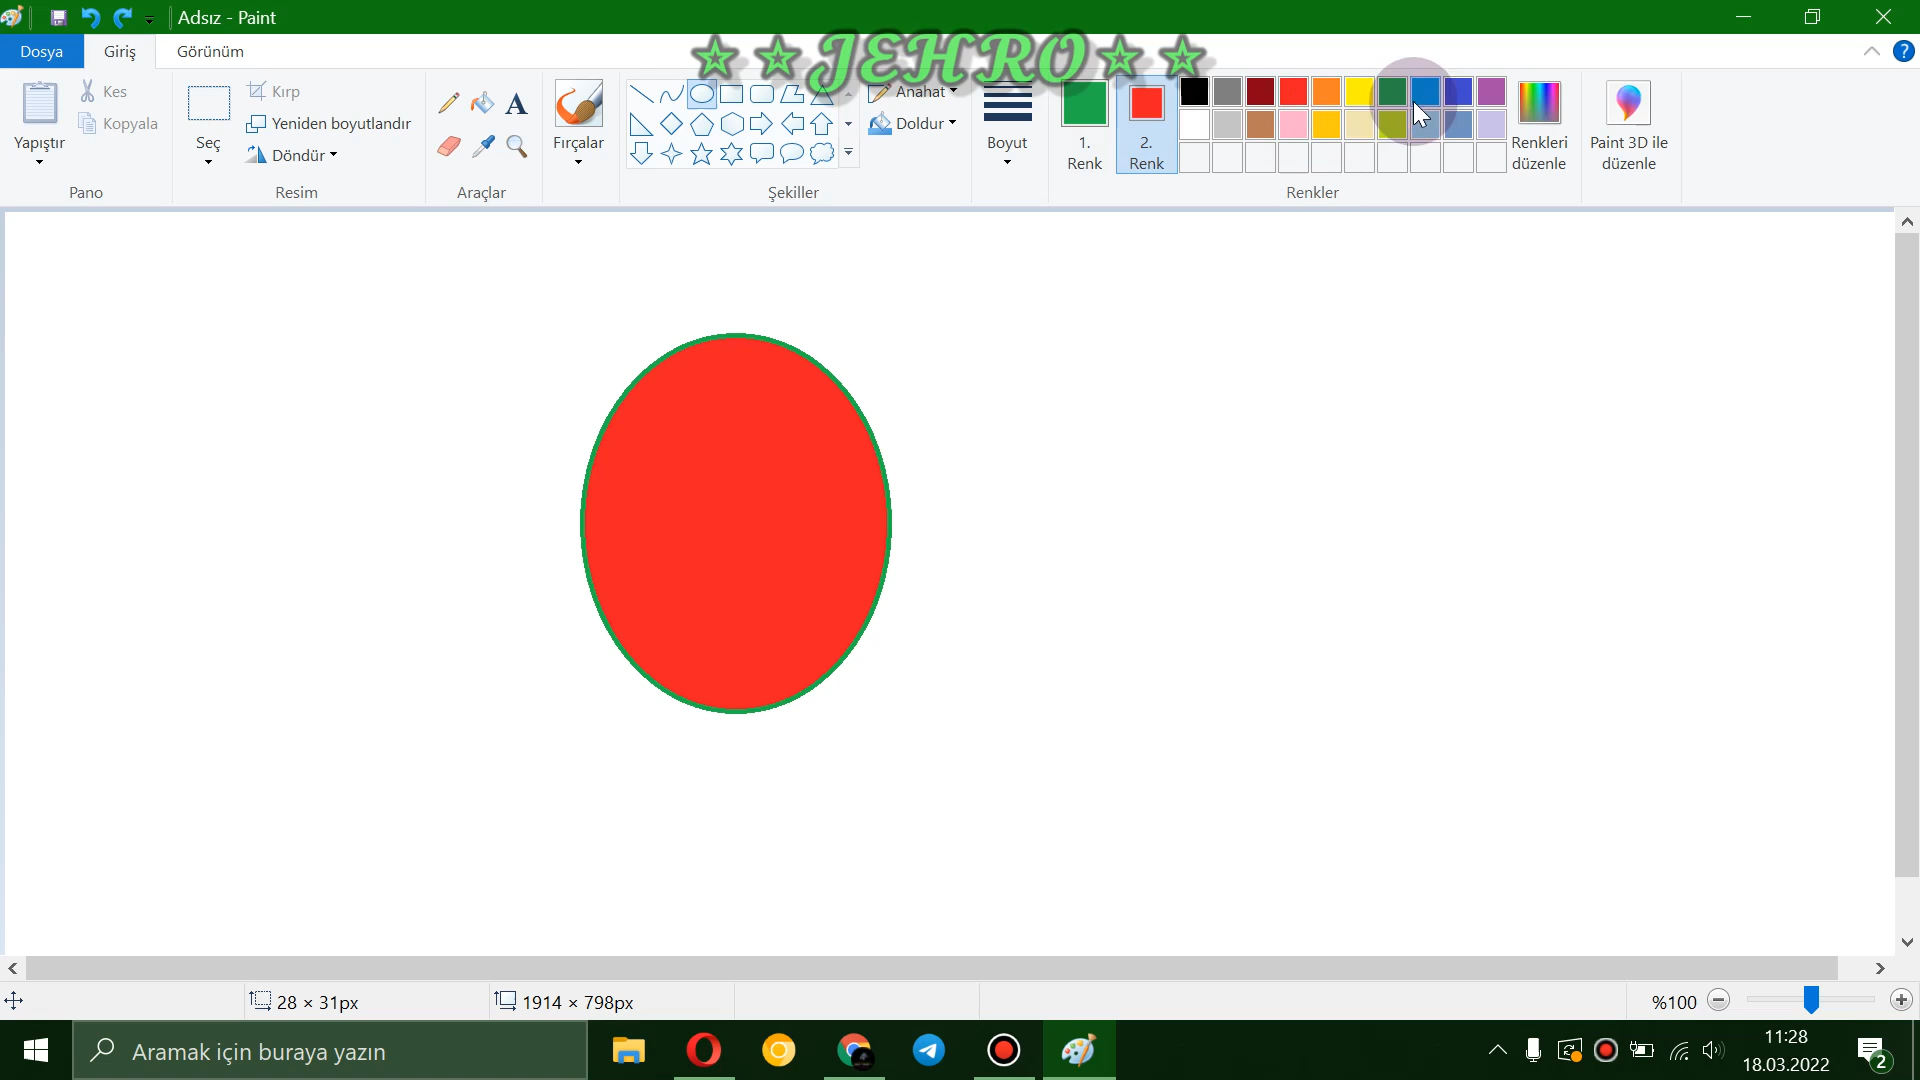 Adsız - Paint
Dosya Giriş Görünüm
☆☆JEHRO☆☆
Yapıştır
Kes
Kopyala
Pano
Seç
Kırp
Yeniden boyutlandır
Döndür
Resim
A
Araçlar
Fırçalar
Şekiller
Anahat
Doldur
Boyut
1.
Renk
2.
Renk
Renkler
Renkleri
düzenle
Paint 3D ile
düzenle
?
28 × 31px
1914 × 798px
%100
Aramak için buraya yazın
11:28
18.03.2022
2